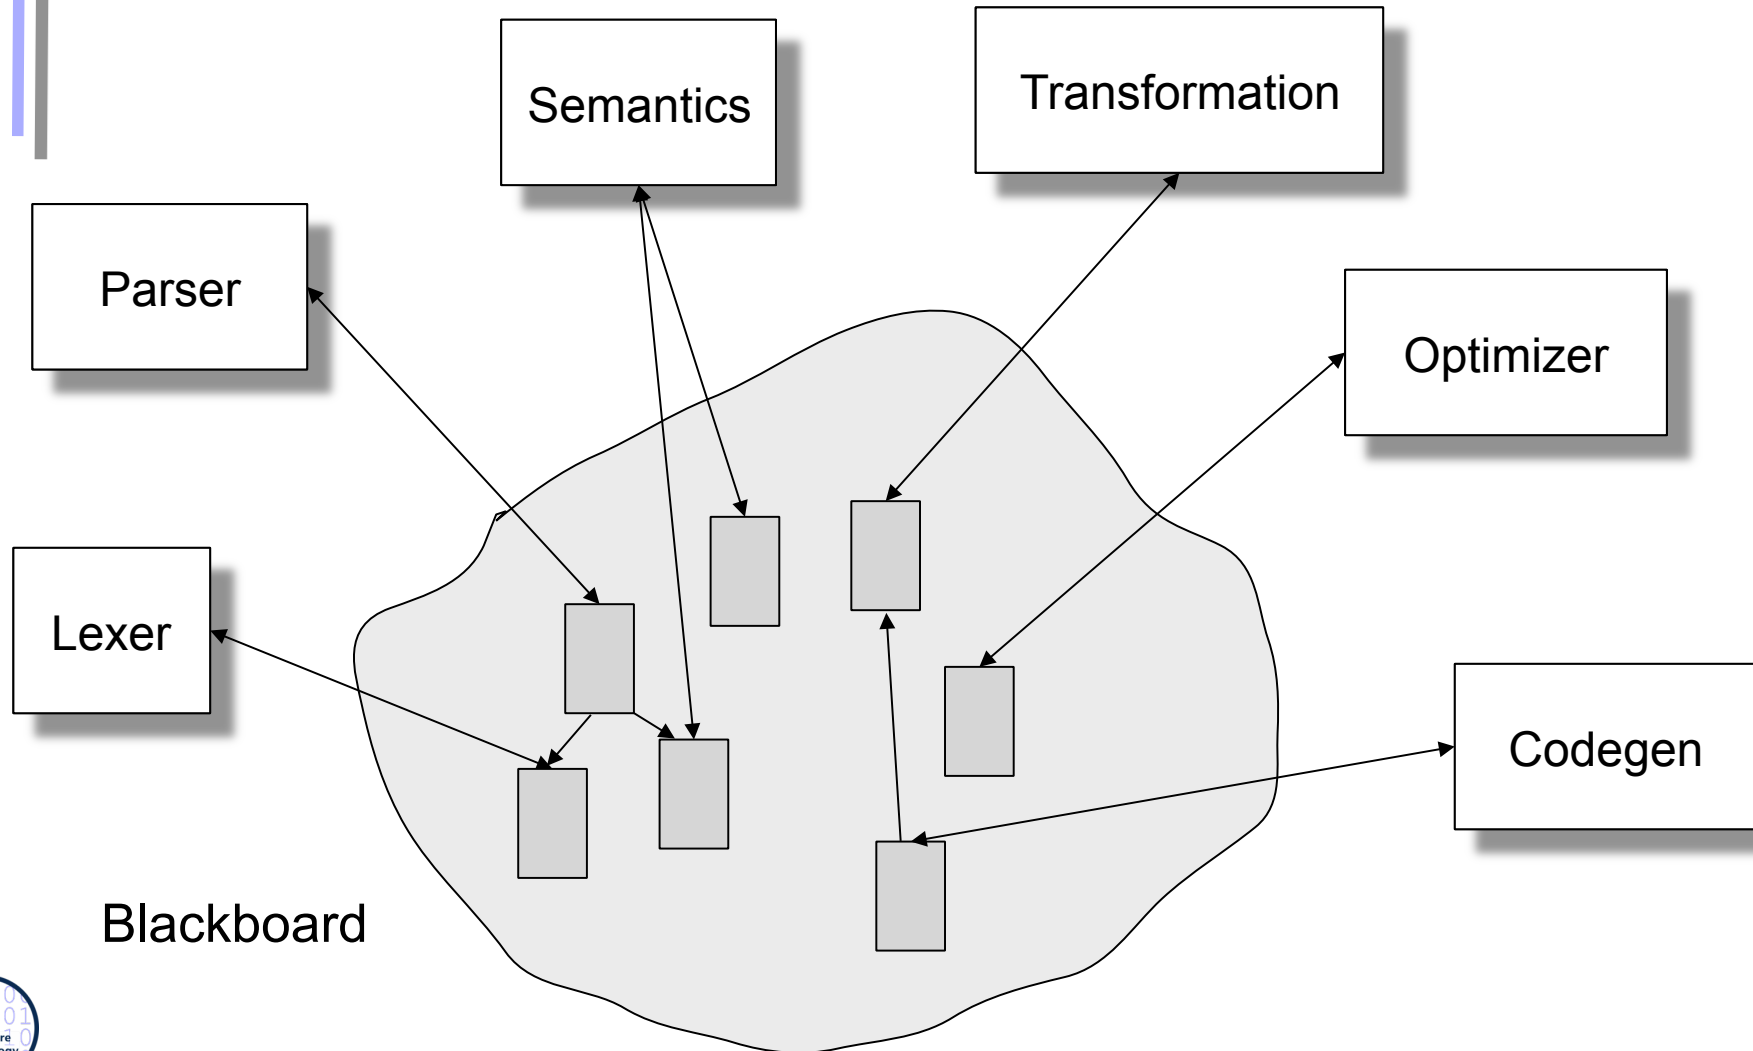 Semantics
Transformation
Parser
Optimizer
Lexer
Codegen
Blackboard